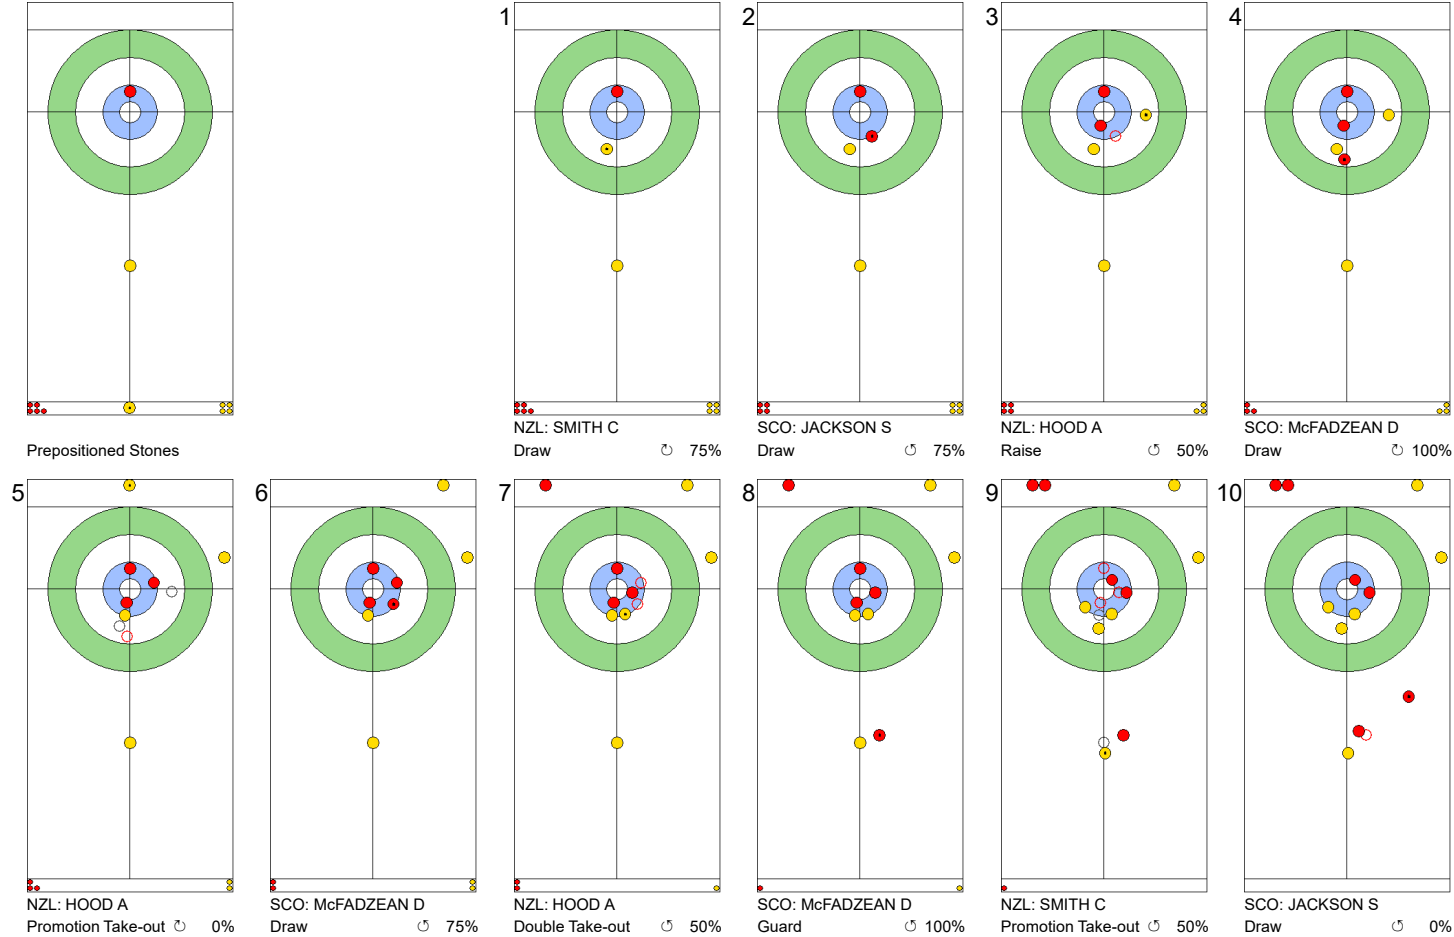 1
2
3
4
Prepositioned Stones
NZL: SMITH C
Draw 75%
SCO: JACKSON S
Draw 75%
NZL: HOOD A
Raise 50%
SCO: McFADZEAN D
Draw 100%
5
6
7
8
9
10
NZL: HOOD A
Promotion Take-out 0%
SCO: McFADZEAN D
Draw 75%
NZL: HOOD A
Double Take-out 50%
SCO: McFADZEAN D
Guard 100%
NZL: SMITH C
Promotion Take-out 50%
SCO: JACKSON S
Draw 0%